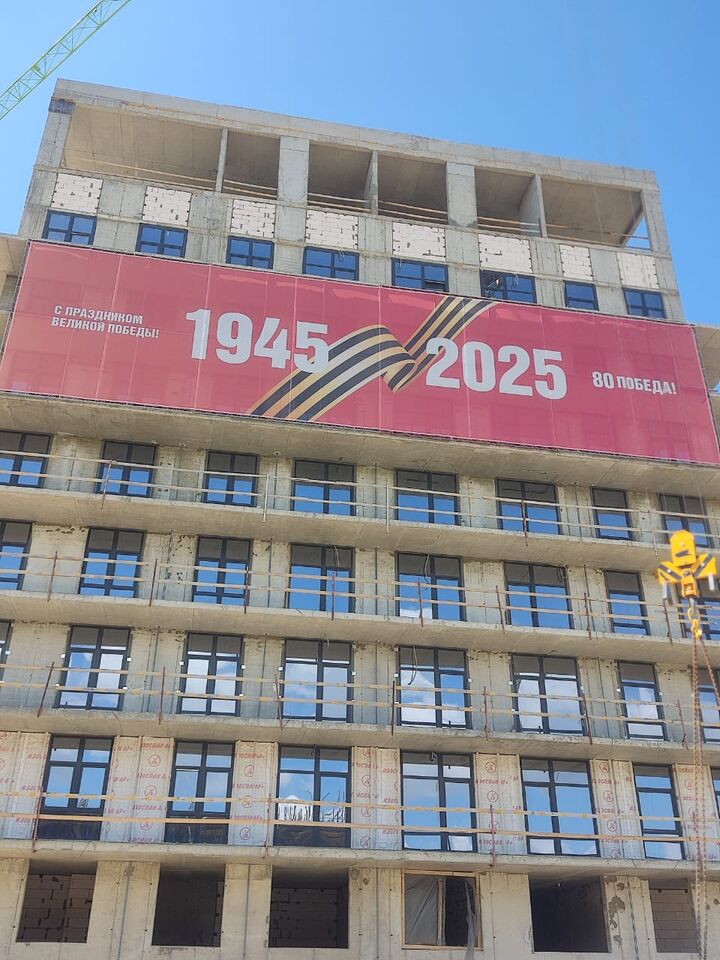 С ПРАЗДНИКОМ
ВЕЛИКОЙ ПОБЕДЫ!
1945
2025
80 ПОБЕДА!